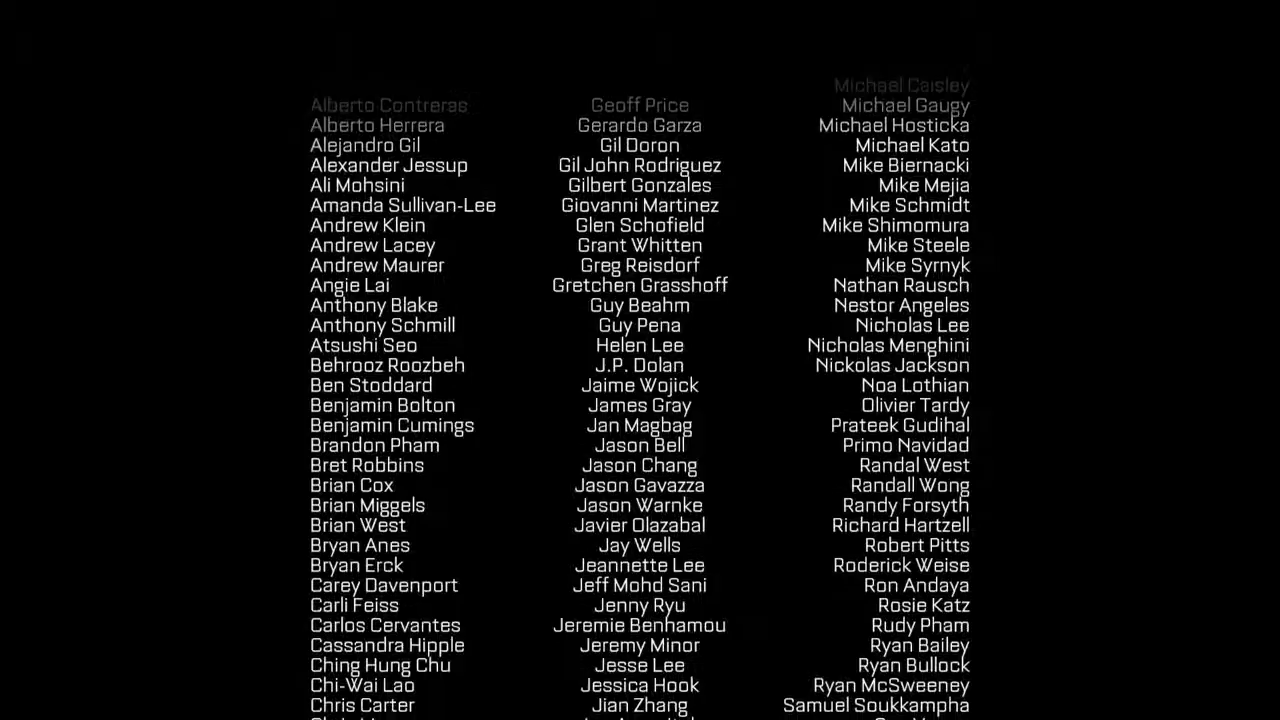 Michael Caisley
Alberto Contreras Geoff Price Michael Gaugy
Alberto Herrera Gerardo Garza Michael Hosticka
Alejandro Gil Gil Doron Michael Kato
Alexander Jessup Gil John Rodriguez Mike Biernacki
Ali Mohsini Gilbert Gonzales Mike Mejia
Amanda Sullivan-Lee Giovanni Martinez Mike Schmidt
Andrew Klein Glen Schofield Mike Shimomura
Andrew Lacey Grant Whitten Mike Steele
Andrew Maurer Greg Reisdorf Mike Syrnyk
Angie Lai Gretchen Grasshoff Nathan Rausch
Anthony Blake Guy Beahm Nestor Angeles
Anthony Schmill Guy Pena Nicholas Lee
Atsushi Seo Helen Lee Nicholas Menghini
Behrooz Roozbeh J.P. Dolan Nickolas Jackson
Ben Stoddard Jaime Wojick Noa Lothian
Benjamin Bolton James Gray Olivier Tardy
Benjamin Cumings Jan Magbag Prateek Gudihal
Brandon Pham Jason Bell Primo Navidad
Bret Robbins Jason Chang Randal West
Brian Cox Jason Gavazza Randall Wong
Brian Miggels Jason Warnke Randy Forsyth
Brian West Javier Olazabal Richard Hartzell
Bryan Anes Jay Wells Robert Pitts
Bryan Erck Jeannette Lee Roderick Weise
Carey Davenport Jeff Mohd Sani Ron Andaya
Carli Feiss Jenny Ryu Rosie Katz
Carlos Cervantes Jeremie Benhamou Rudy Pham
Cassandra Hipple Jeremy Minor Ryan Bailey
Ching Hung Chu Jesse Lee Ryan Bullock
Chi-Wai Lao Jessica Hook Ryan McSweeney
Chris Carter Jian Zhang Samuel Soukkampha